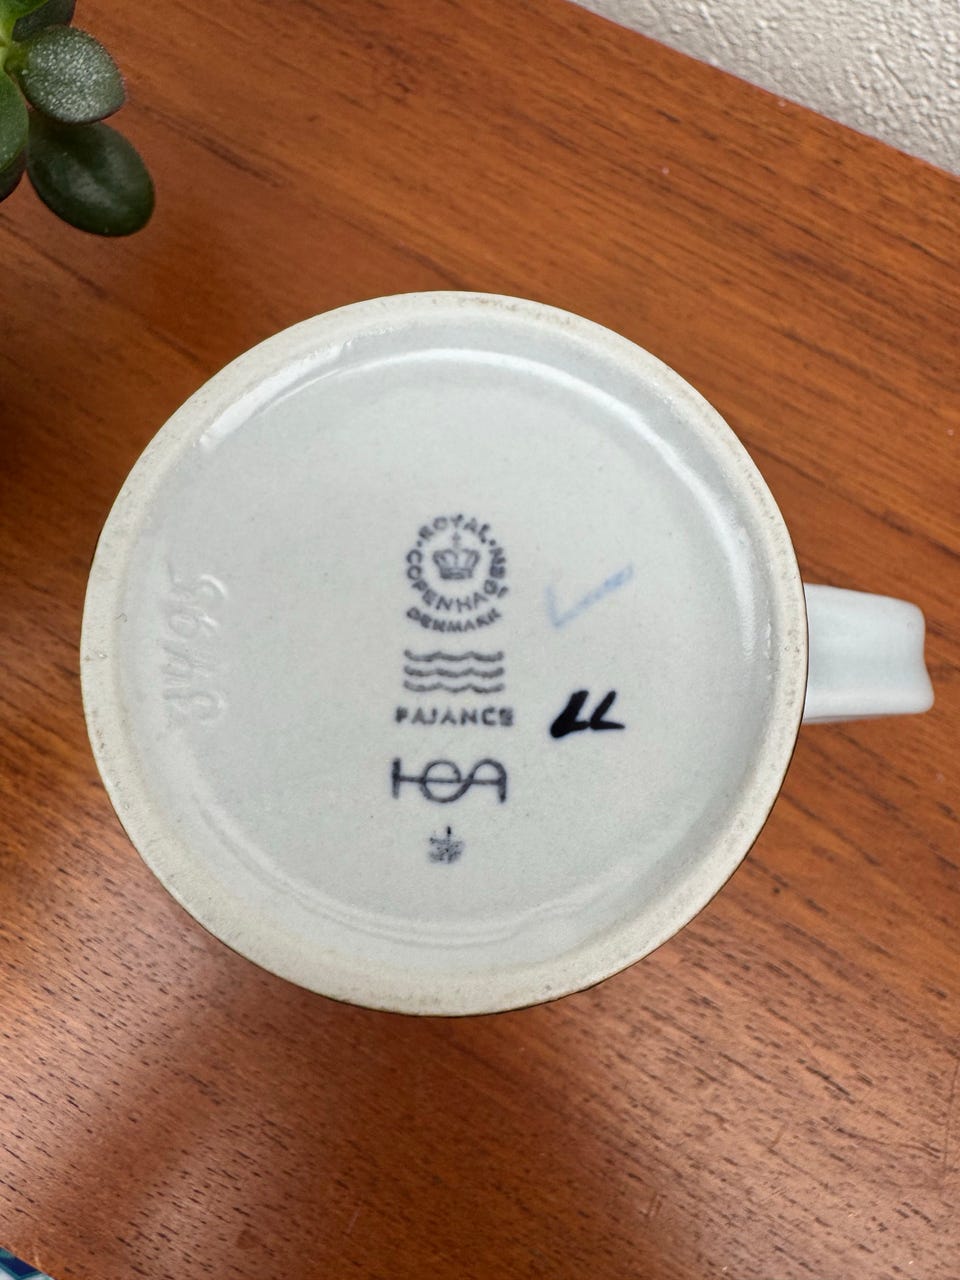 ROYAL
COPENHAGEN
DENMARK
FAJANCE
LL
3495